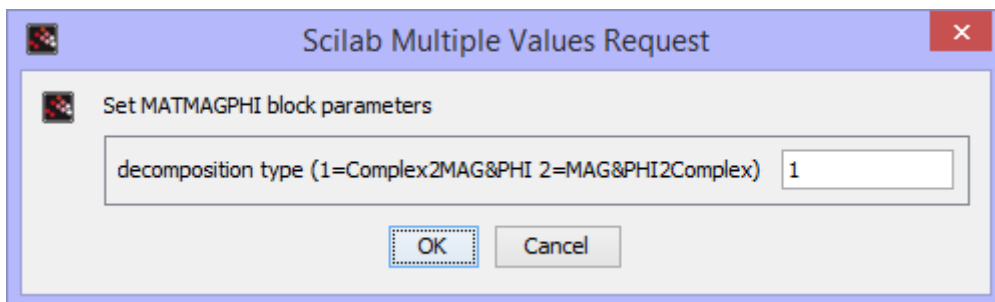 Scilab Multiple Values Request
Set MATMAGPHI block parameters
decomposition type (1=Complex2MAG&PHI 2=MAG&PHI2Complex) 1
OK Cancel